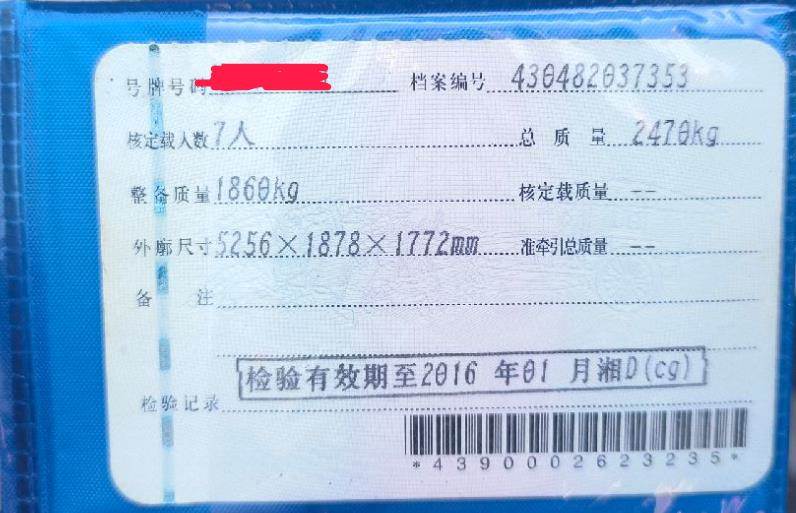 号牌号码 档案编号 430482037353
核定载人数 7人 总质量 2470kg
整备质量 1860kg 核定载质量 --
外廓尺寸 5256×1878×1772mm 准牵引总质量 --
备注
检验有效期至2016 年01 月湘D(cg)
检验记录
*4390002623235*